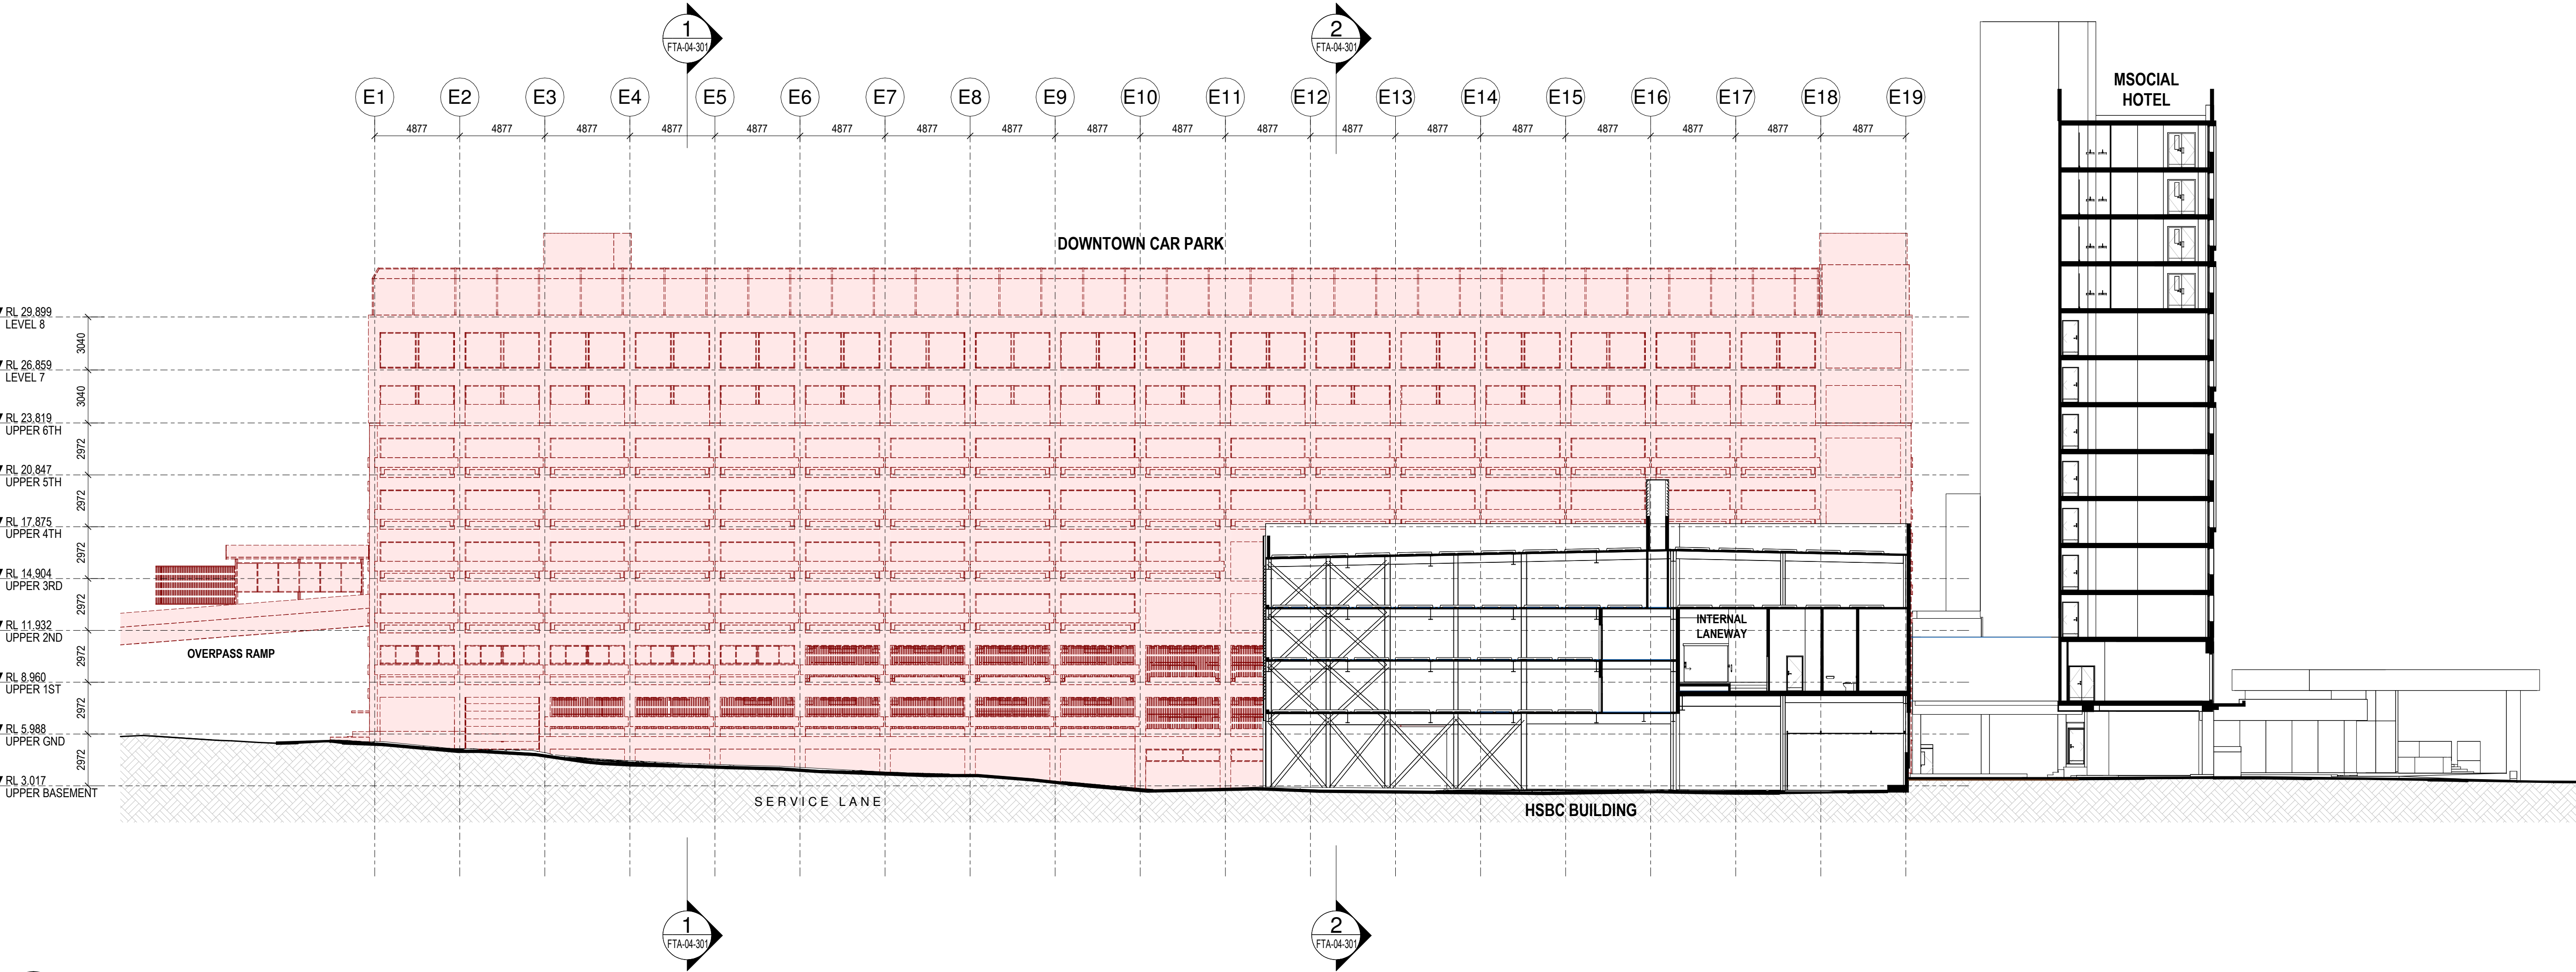 1
FTA-04-301
2
FTA-04-301
MSOCIAL
HOTEL
E1 E2 E3 E4 E5 E6 E7 E8 E9 E10 E11 E12 E13 E14 E15 E16 E17 E18 E19
4877 4877 4877 4877 4877 4877 4877 4877 4877 4877 4877 4877 4877 4877 4877 4877 4877 4877
DOWNTOWN CAR PARK
RL 29.899
LEVEL 8
3040
RL 26.859
LEVEL 7
3040
RL 23.819
UPPER 6TH
2972
RL 20.847
UPPER 5TH
2972
RL 17.875
UPPER 4TH
2972
RL 14.904
UPPER 3RD
2972
RL 11.932
UPPER 2ND
2972
RL 8.960
UPPER 1ST
2972
RL 5.988
UPPER GND
2972
RL 3.017
UPPER BASEMENT
OVERPASS RAMP
INTERNAL
LANEWAY
SERVICE LANE
HSBC BUILDING
1
FTA-04-301
2
FTA-04-301